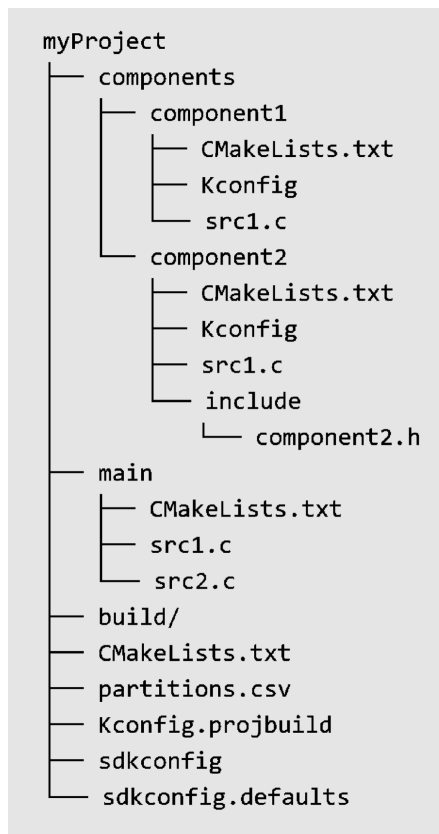 myProject
components
component1
CMakeLists.txt
Kconfig
src1.c
component2
CMakeLists.txt
Kconfig
src1.c
include
component2.h
main
CMakeLists.txt
src1.c
src2.c
build/
CMakeLists.txt
partitions.csv
Kconfig.projbuild
sdkconfig
sdkconfig.defaults